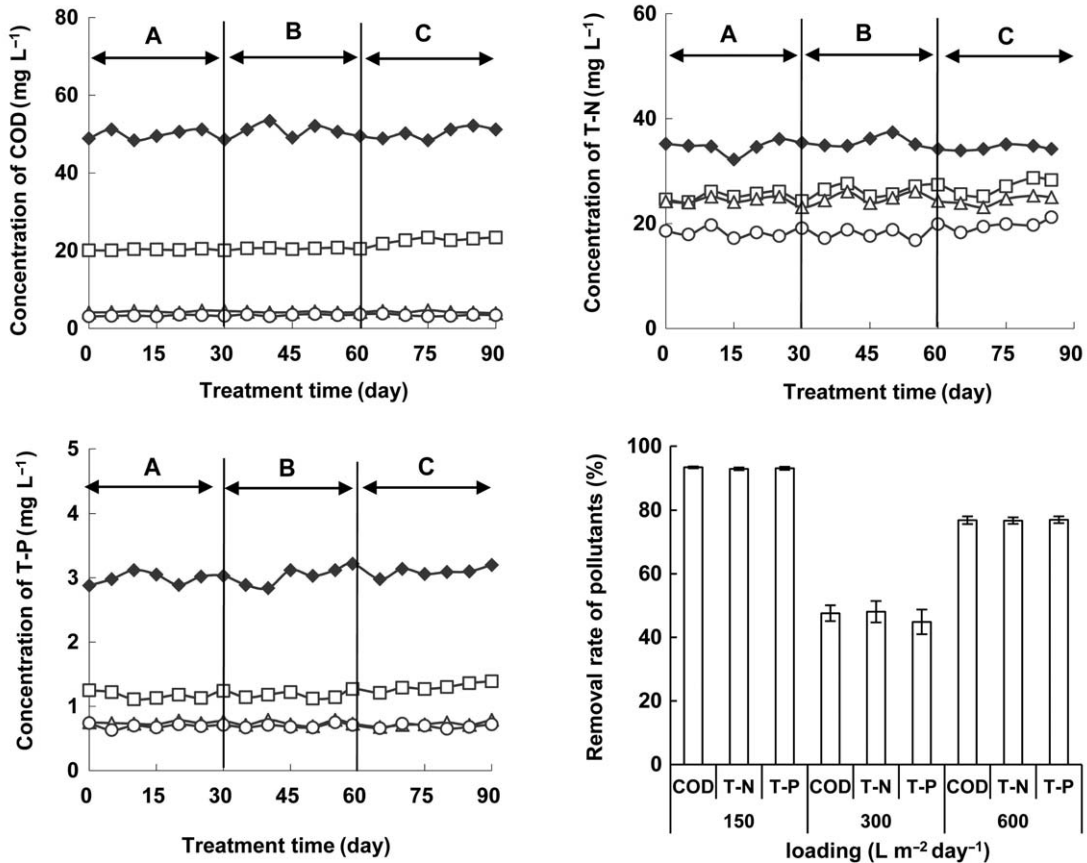 Concentration of COD (mg L⁻¹)
80
60
40
20
0
A
B
C
0
15
30
45
60
75
90
Treatment time (day)
Concentration of T-N (mg L⁻¹)
60
40
20
0
A
B
C
0
15
30
45
60
75
90
Treatment time (day)
Concentration of T-P (mg L⁻¹)
5
4
3
2
1
0
A
B
C
0
15
30
45
60
75
90
Treatment time (day)
Removal rate of pollutants (%)
100
80
60
40
20
0
COD T-N T-P COD T-N T-P COD T-N T-P
150 300 600
loading (L m⁻² day⁻¹)